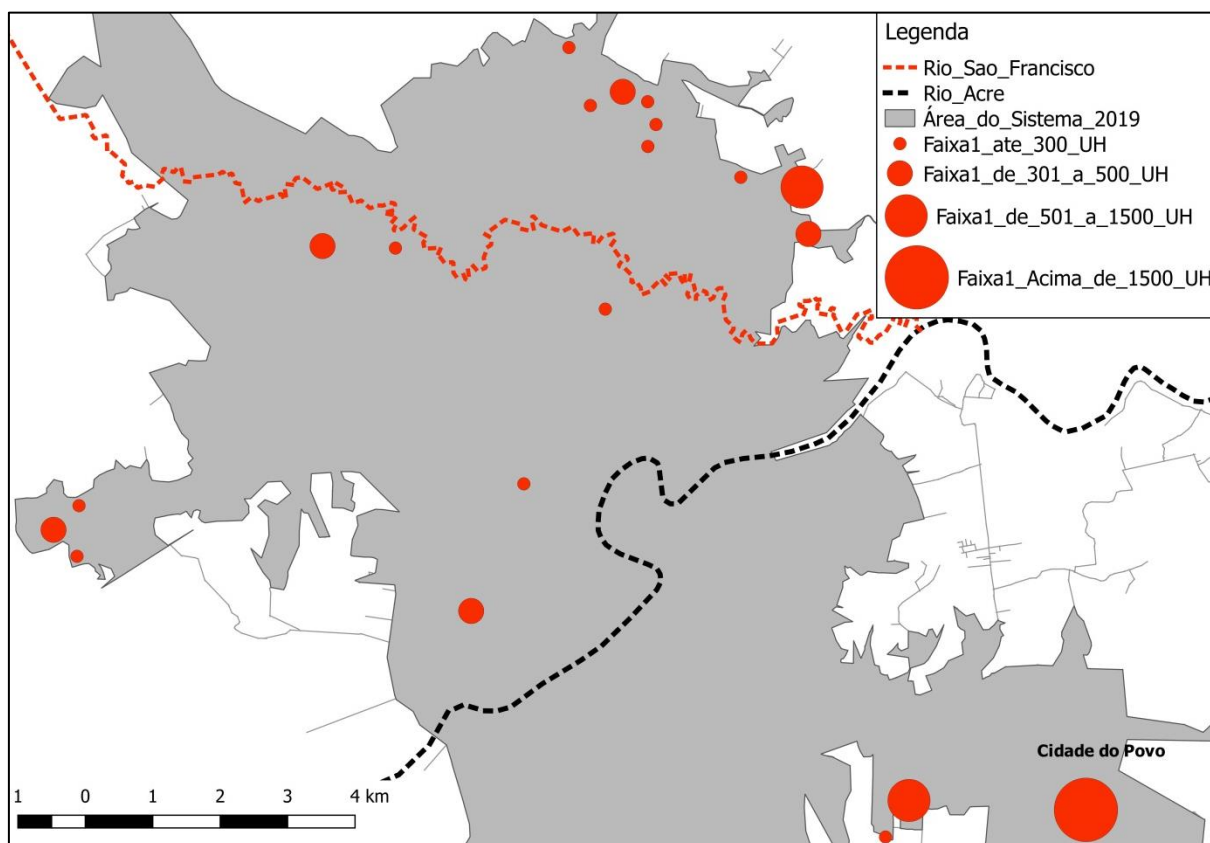 Legenda
Rio_Sao_Francisco
Rio_Acre
Área_do_Sistema_2019
Faixa1_ate_300_UH
Faixa1_de_301_a_500_UH
Faixa1_de_501_a_1500_UH
Faixa1_Acima_de_1500_UH
Cidade do Povo
1 0 1 2 3 4 km